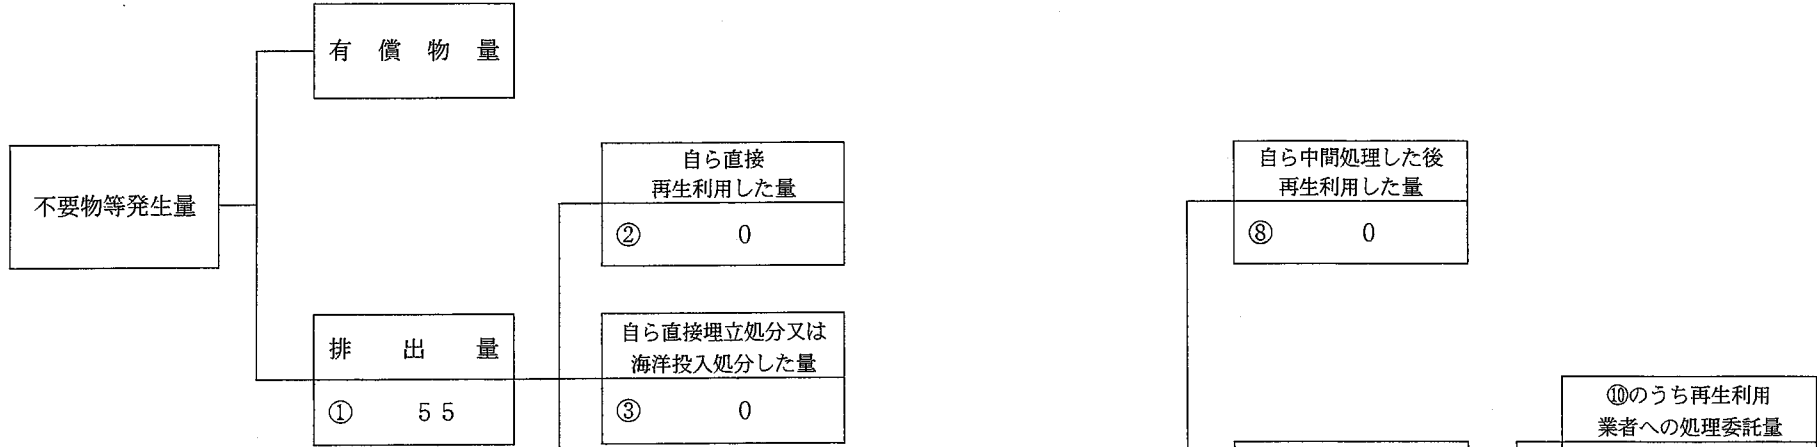 有償物量
不要物等発生量
自ら直接
再生利用した量
② 0
自ら中間処理した後
再生利用した量
⑧ 0
排出量
① 55
自ら直接埋立処分又は
海洋投入処分した量
③ 0
⑩のうち再生利用
業者への処理委託量